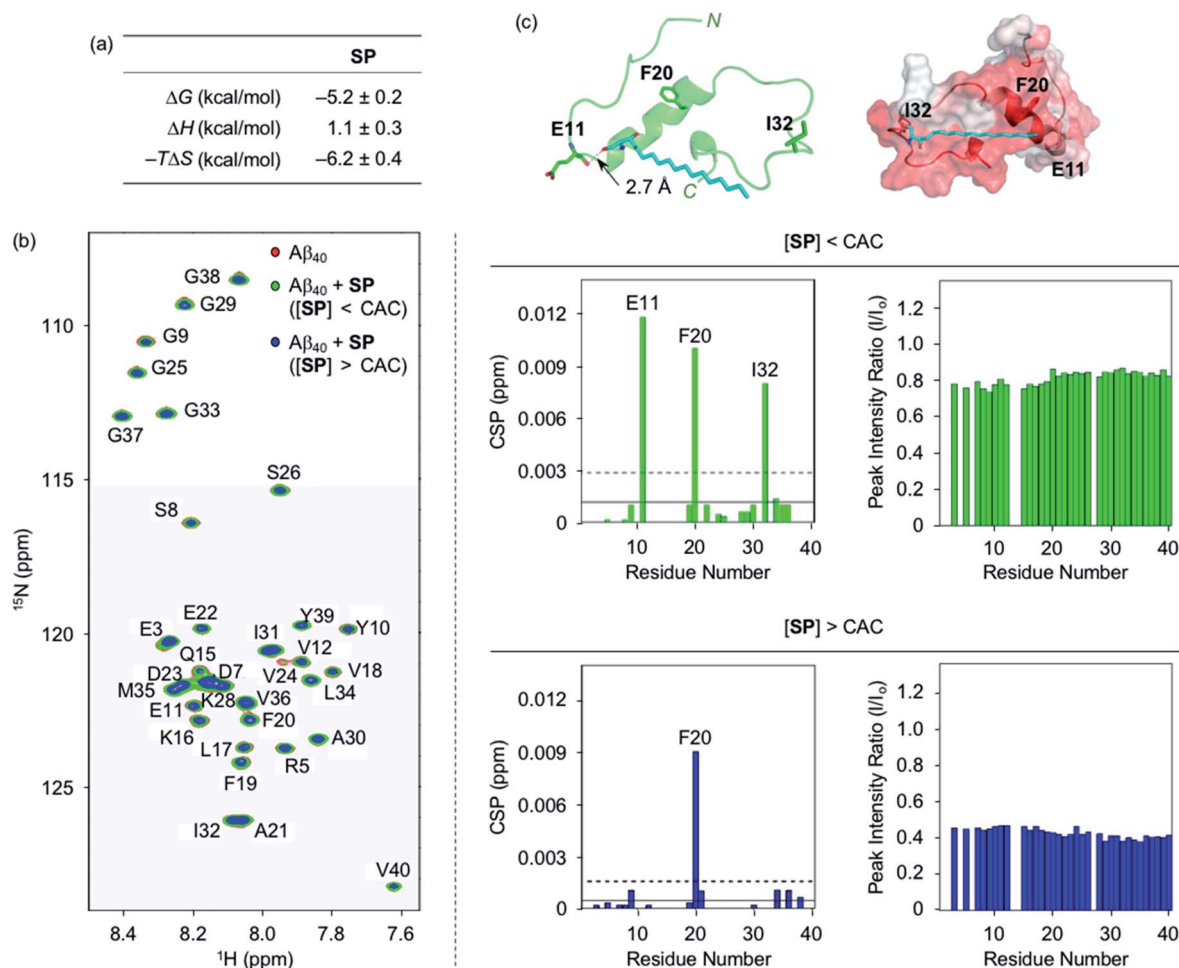 (a)
SP
ΔG (kcal/mol) –5.2 ± 0.2
ΔH (kcal/mol) 1.1 ± 0.3
–TΔS (kcal/mol) –6.2 ± 0.4
(c)
N
F20
E11
I32
2.7 Å
C
F20
I32
E11
(b)
Aβ40
Aβ40 + SP
([SP] < CAC)
Aβ40 + SP
([SP] > CAC)
G38
G29
G9
G25
G33
G37
S26
S8
E22
Y39
Y10
E3
I31
Q15
V12
D23
D7
V24
V18
M35
K28
L34
E11
V36
K16
F20
A30
L17
R5
F19
I32
A21
V40
110
115
120
125
15N (ppm)
8.4 8.2 8.0 7.8 7.6
1H (ppm)
[SP] < CAC
CSP (ppm)
0.012
0.009
0.006
0.003
0
E11
F20
I32
10 20 30 40
Residue Number
Peak Intensity Ratio (I/Io)
1.2
1.0
0.8
0.6
0.4
0.2
0
10 20 30 40
Residue Number
[SP] > CAC
CSP (ppm)
0.012
0.009
0.006
0.003
0
F20
10 20 30 40
Residue Number
Peak Intensity Ratio (I/Io)
1.2
1.0
0.8
0.6
0.4
0.2
0
10 20 30 40
Residue Number